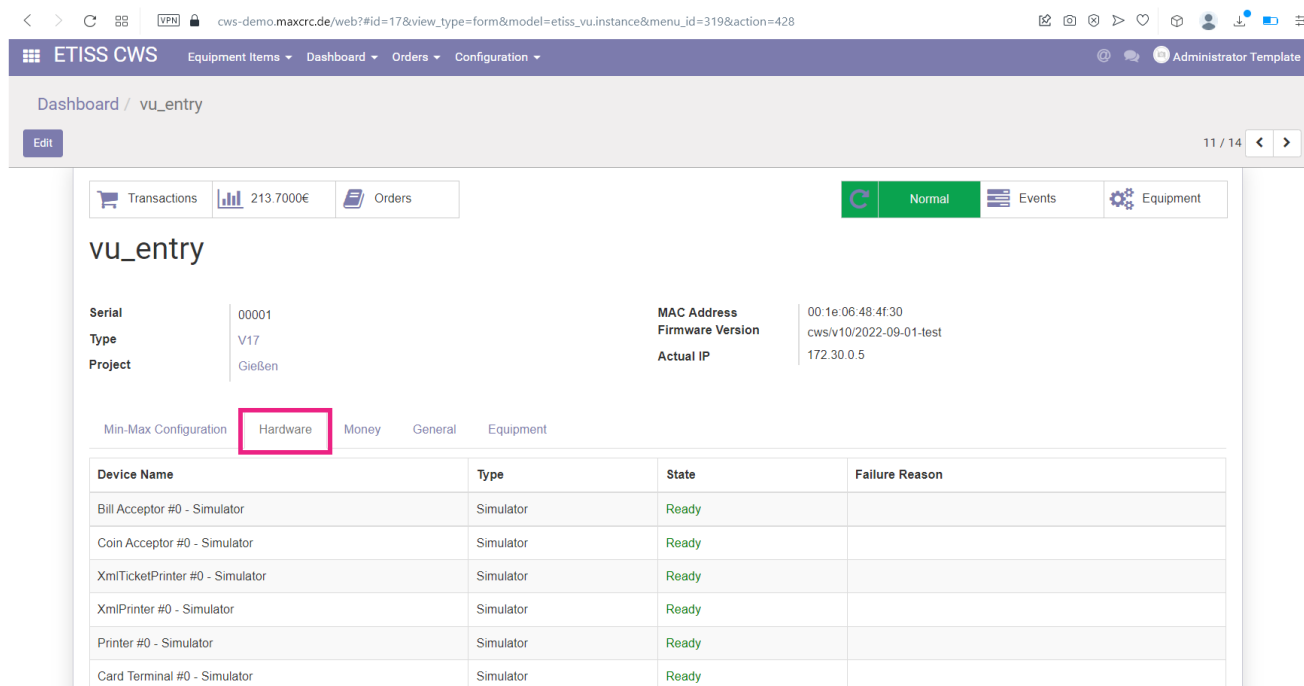 VPN cws-demo.maxcrc.de/web?#id=17&view_type=form&model=etiss_vu.instance&menu_id=319&action=428
ETISS CWS Equipment Items Dashboard Orders Configuration Administrator Template
Dashboard / vu_entry
Edit 11 / 14
Transactions 213.7000€ Orders Normal Events Equipment
vu_entry
Serial 00001 MAC Address 00:1e:06:48:4f:30
Type V17 Firmware Version cws/v10/2022-09-01-test
Project Gießen Actual IP 172.30.0.5
Min-Max Configuration Hardware Money General Equipment
Device Name Type State Failure Reason
Bill Acceptor #0 - Simulator Simulator Ready
Coin Acceptor #0 - Simulator Simulator Ready
XmlTicketPrinter #0 - Simulator Simulator Ready
XmlPrinter #0 - Simulator Simulator Ready
Printer #0 - Simulator Simulator Ready
Card Terminal #0 - Simulator Simulator Ready